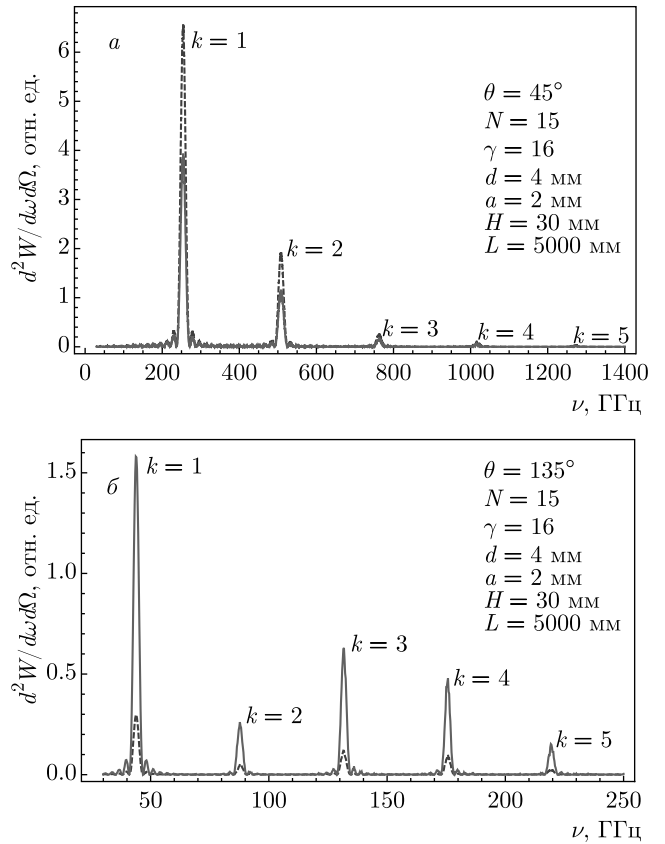 а
k = 1
k = 2
k = 3
k = 4
k = 5
θ = 45°
N = 15
γ = 16
d = 4 мм
a = 2 мм
H = 30 мм
L = 5000 мм
d²W/dωdΩ, отн. ед.
6
5
4
3
2
1
0
0 200 400 600 800 1000 1200 1400
ν, ГГц
б
k = 1
k = 2
k = 3
k = 4
k = 5
θ = 135°
N = 15
γ = 16
d = 4 мм
a = 2 мм
H = 30 мм
L = 5000 мм
d²W/dωdΩ, отн. ед.
1.5
1.0
0.5
0.0
50 100 150 200 250
ν, ГГц